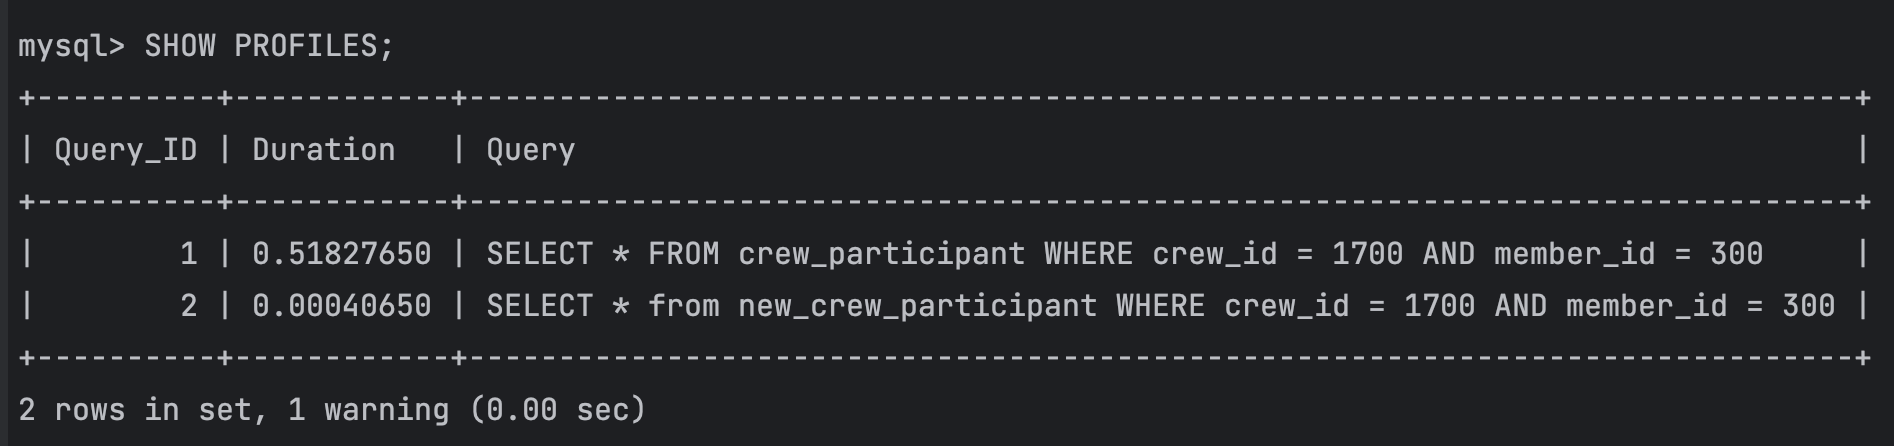 mysql> SHOW PROFILES;
+----------+------------+-----------------------------------------------------------------------------+
| Query_ID | Duration   | Query                                                                       |
+----------+------------+-----------------------------------------------------------------------------+
|        1 | 0.51827650 | SELECT * FROM crew_participant WHERE crew_id = 1700 AND member_id = 300     |
|        2 | 0.00040650 | SELECT * from new_crew_participant WHERE crew_id = 1700 AND member_id = 300 |
+----------+------------+-----------------------------------------------------------------------------+
2 rows in set, 1 warning (0.00 sec)